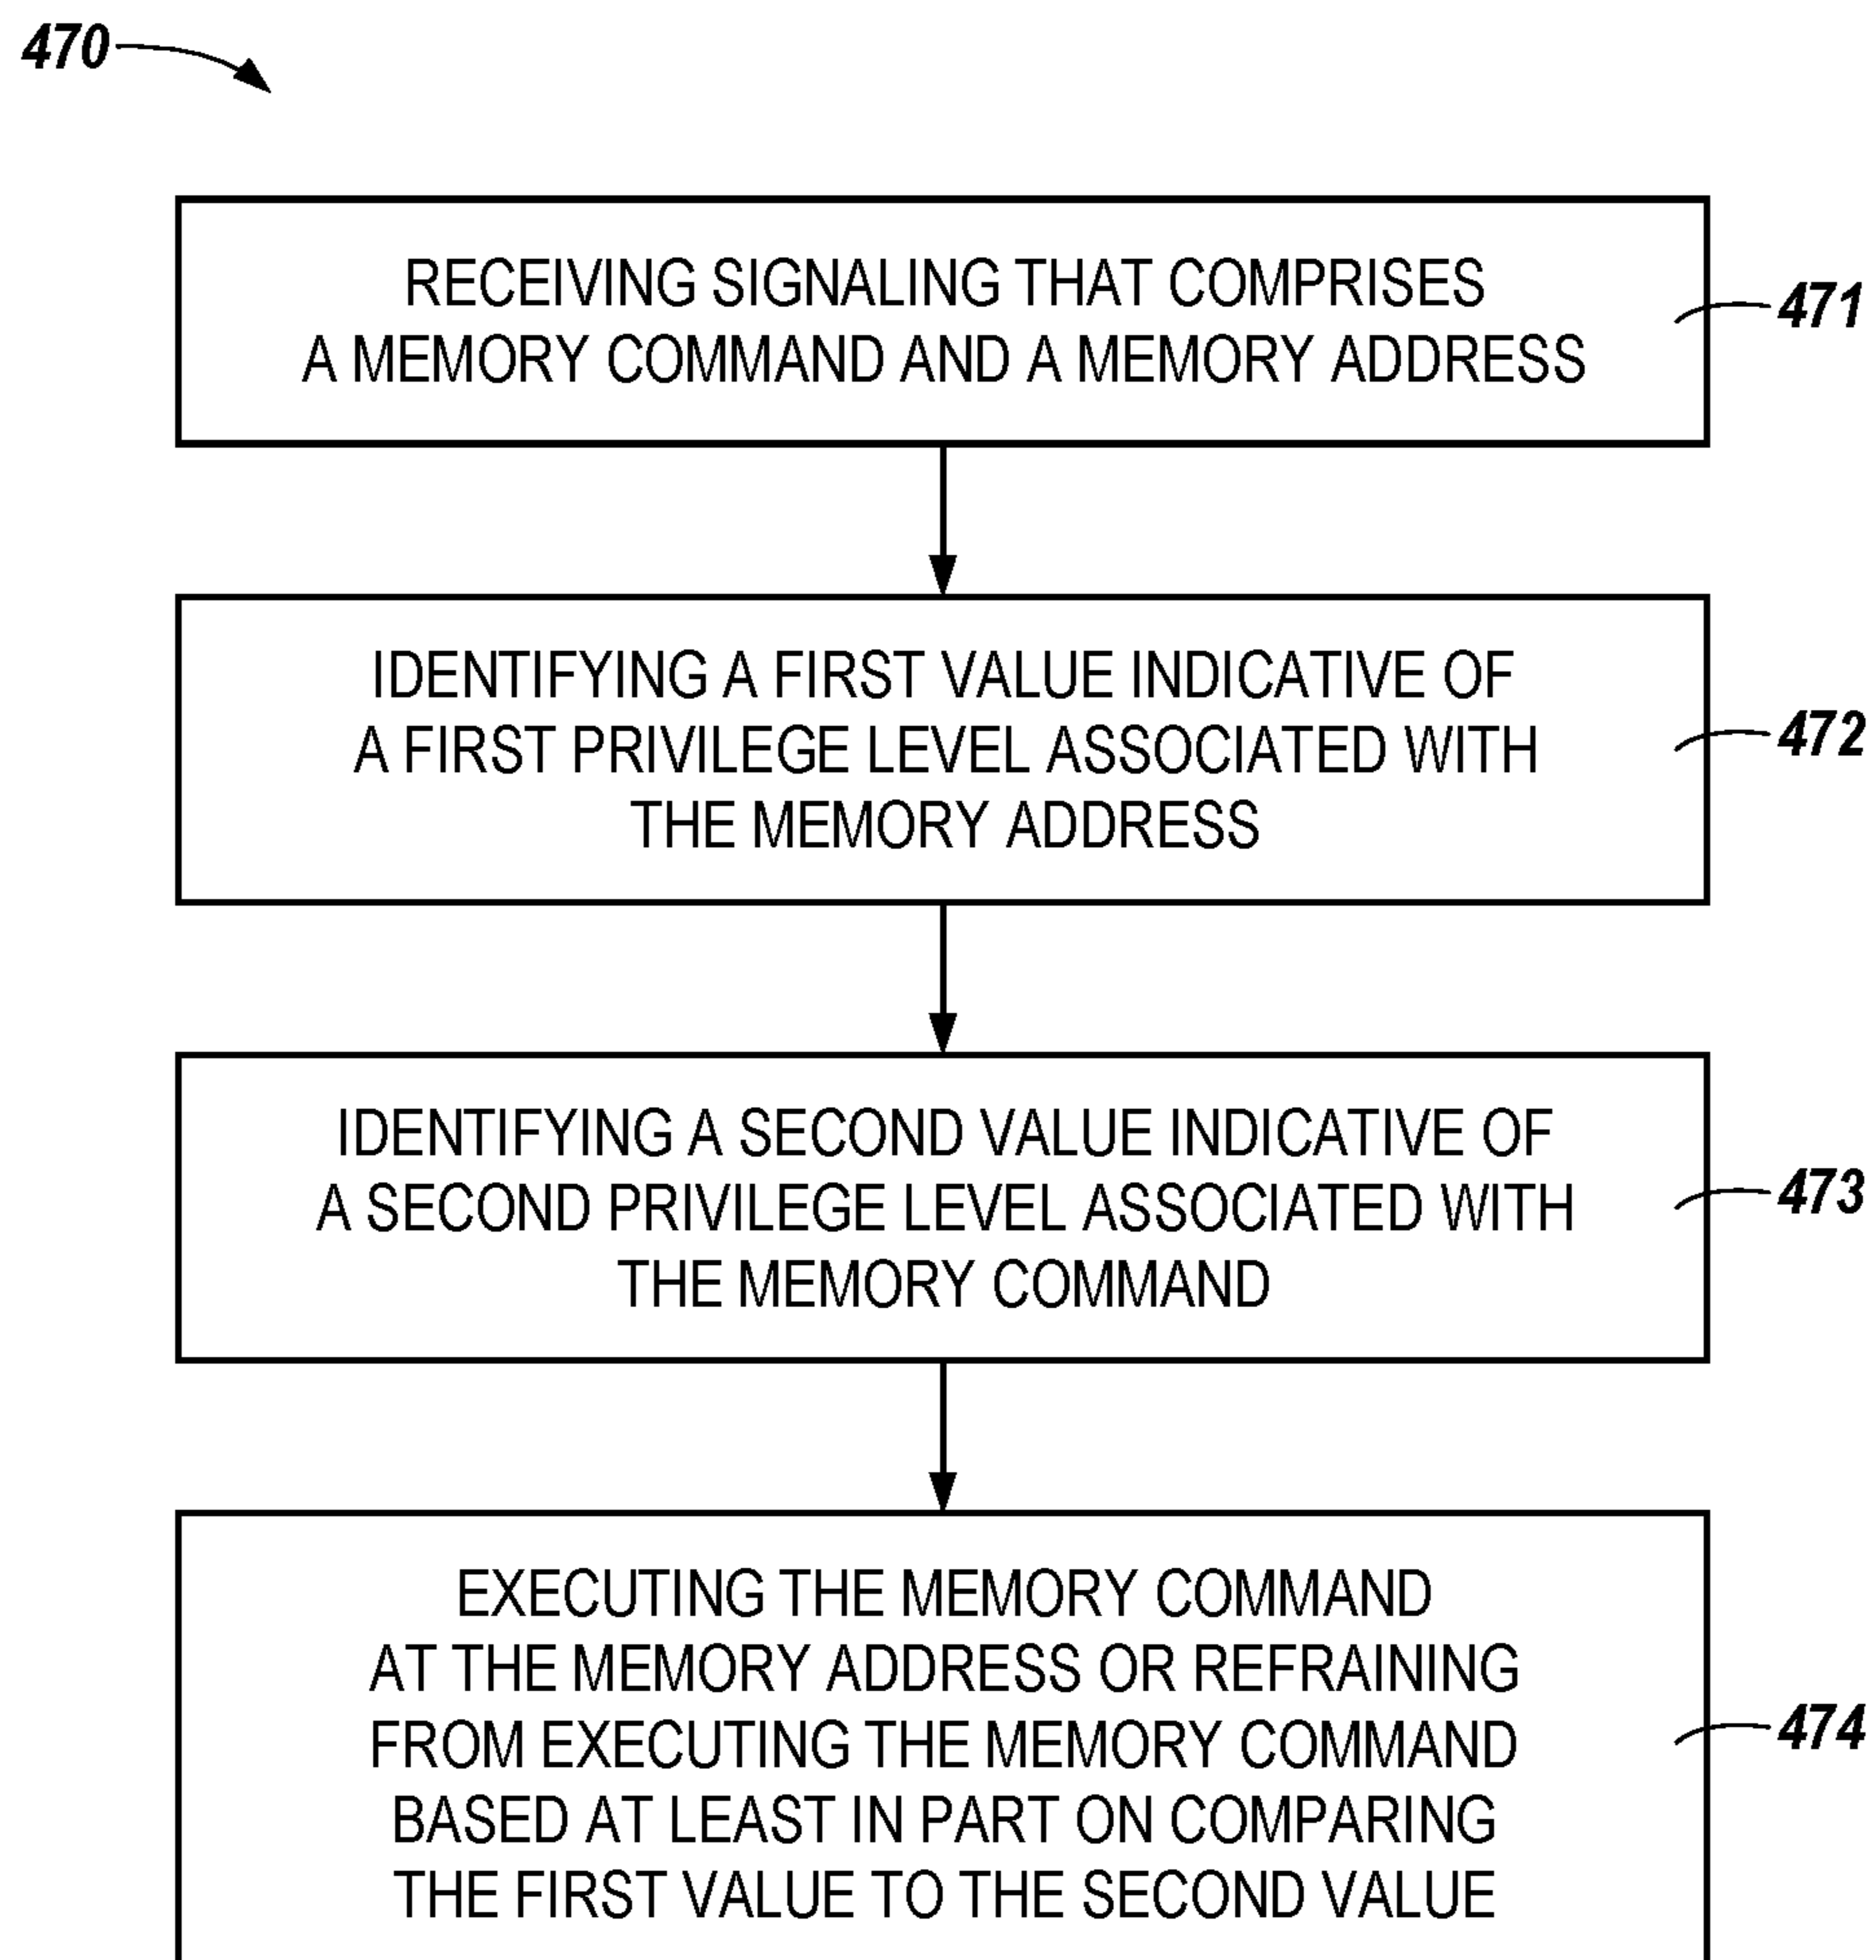 470
RECEIVING SIGNALING THAT COMPRISES
A MEMORY COMMAND AND A MEMORY ADDRESS
471
IDENTIFYING A FIRST VALUE INDICATIVE OF
A FIRST PRIVILEGE LEVEL ASSOCIATED WITH
THE MEMORY ADDRESS
472
IDENTIFYING A SECOND VALUE INDICATIVE OF
A SECOND PRIVILEGE LEVEL ASSOCIATED WITH
THE MEMORY COMMAND
473
EXECUTING THE MEMORY COMMAND
AT THE MEMORY ADDRESS OR REFRAINING
FROM EXECUTING THE MEMORY COMMAND
BASED AT LEAST IN PART ON COMPARING
THE FIRST VALUE TO THE SECOND VALUE
474